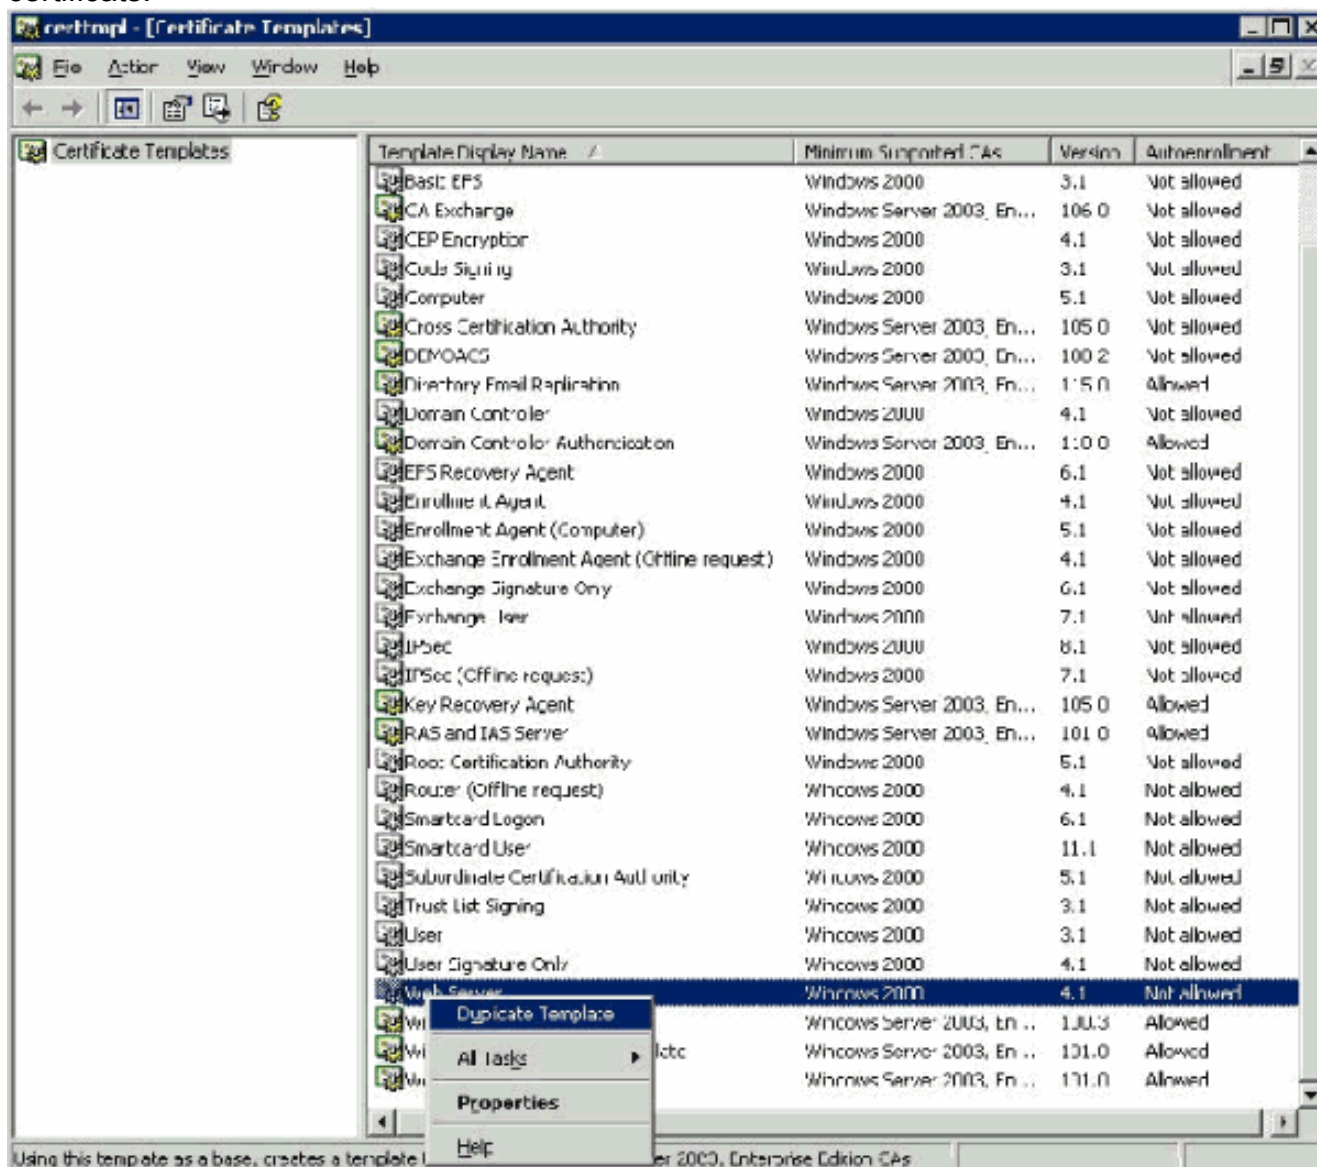 certificate.
certtmpl - [Certificate Templates]
File Action View Window Help
Certificate Templates
Template Display Name Minimum Supported CAs Version Autoenrollment
Basic EFS Windows 2000 3.1 Not allowed
CA Exchange Windows Server 2003, En... 106.0 Not allowed
CEP Encryption Windows 2000 4.1 Not allowed
Code Signing Windows 2000 3.1 Not allowed
Computer Windows 2000 5.1 Not allowed
Cross Certification Authority Windows Server 2003, En... 105.0 Not allowed
DEMOACS Windows Server 2003, En... 100.2 Not allowed
Directory Email Replication Windows Server 2003, En... 115.0 Allowed
Domain Controller Windows 2000 4.1 Not allowed
Domain Controller Authentication Windows Server 2003, En... 110.0 Allowed
EFS Recovery Agent Windows 2000 6.1 Not allowed
Enrollment Agent Windows 2000 4.1 Not allowed
Enrollment Agent (Computer) Windows 2000 5.1 Not allowed
Exchange Enrollment Agent (Offline request) Windows 2000 4.1 Not allowed
Exchange Signature Only Windows 2000 6.1 Not allowed
Exchange User Windows 2000 7.1 Not allowed
IPSec Windows 2000 8.1 Not allowed
IPSec (Offline request) Windows 2000 7.1 Not allowed
Key Recovery Agent Windows Server 2003, En... 105.0 Allowed
RAS and IAS Server Windows Server 2003, En... 101.0 Allowed
Root Certification Authority Windows 2000 5.1 Not allowed
Router (Offline request) Windows 2000 4.1 Not allowed
Smartcard Logon Windows 2000 6.1 Not allowed
Smartcard User Windows 2000 11.1 Not allowed
Subordinate Certification Authority Windows 2000 5.1 Not allowed
Trust List Signing Windows 2000 3.1 Not allowed
User Windows 2000 3.1 Not allowed
User Signature Only Windows 2000 4.1 Not allowed
Web Server Windows 2000 4.1 Not allowed
Windows Server 2003, En... 100.3 Allowed
Windows Server 2003, En... 101.0 Allowed
Windows Server 2003, En... 101.0 Allowed
Duplicate Template
All Tasks
Properties
Help
Using this template as a base, creates a template er 2003, Enterprise Edition CAs